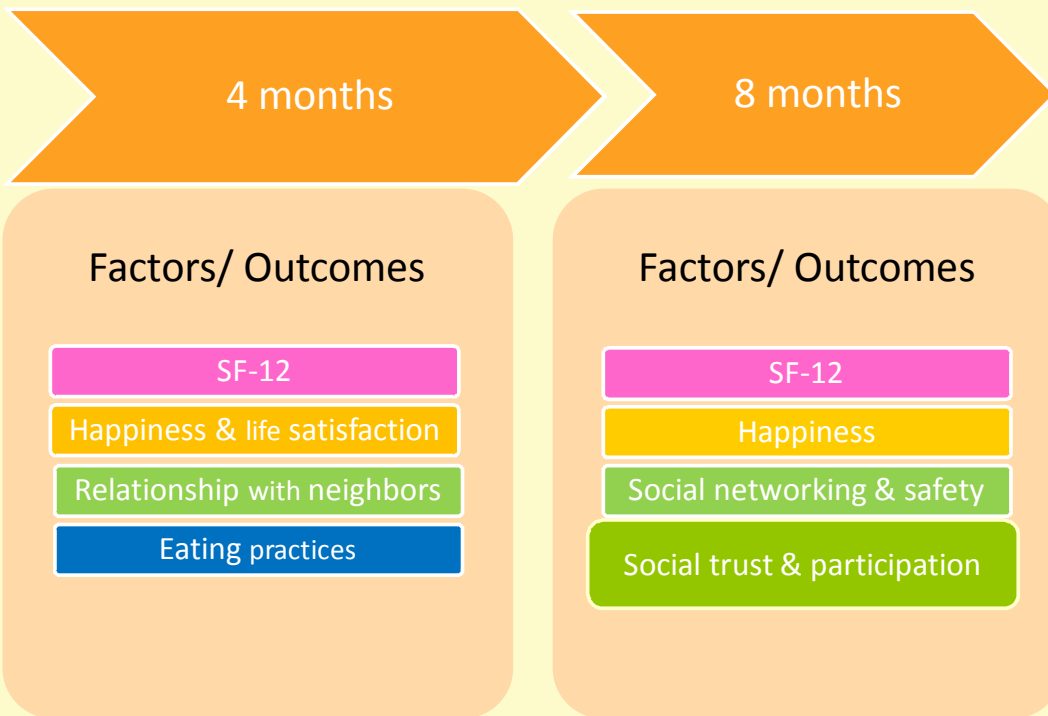 4 months
8 months
Factors/ Outcomes
SF-12
Happiness & life satisfaction
Relationship with neighbors
Eating practices
Factors/ Outcomes
SF-12
Happiness
Social networking & safety
Social trust & participation